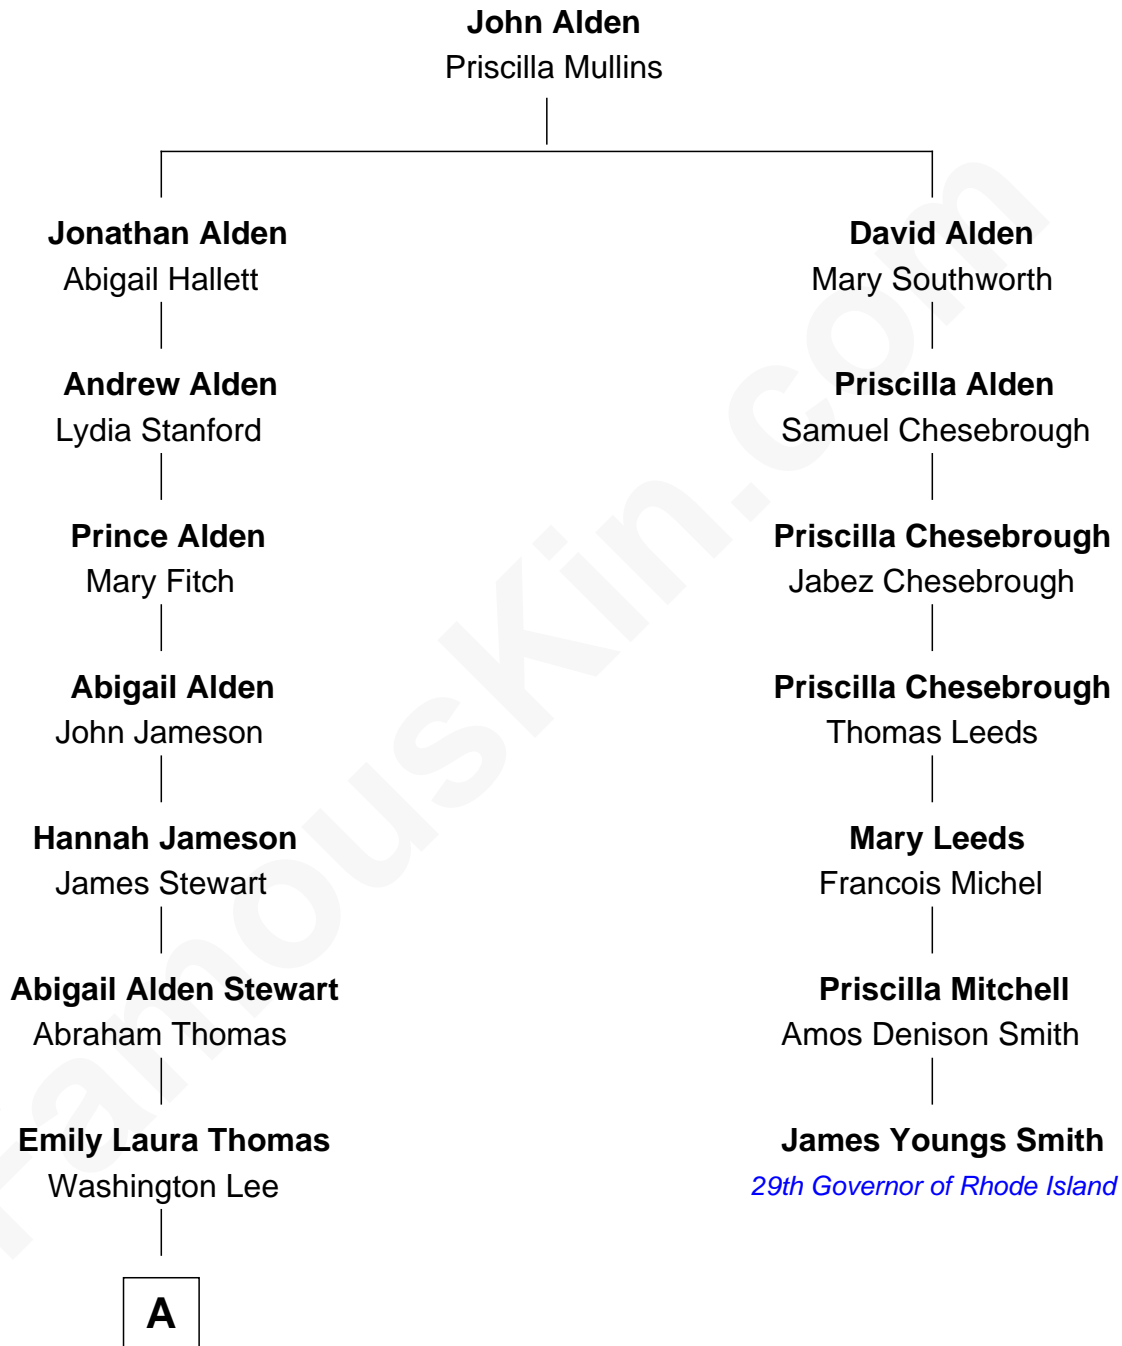 John Alden
Priscilla Mullins
Jonathan Alden
Abigail Hallett
David Alden
Mary Southworth
Andrew Alden
Lydia Stanford
Priscilla Alden
Samuel Chesebrough
Prince Alden
Mary Fitch
Priscilla Chesebrough
Jabez Chesebrough
Abigail Alden
John Jameson
Priscilla Chesebrough
Thomas Leeds
Hannah Jameson
James Stewart
Mary Leeds
Francois Michel
Abigail Alden Stewart
Abraham Thomas
Priscilla Mitchell
Amos Denison Smith
Emily Laura Thomas
Washington Lee
James Youngs Smith
29th Governor of Rhode Island
A
FamousKin.com